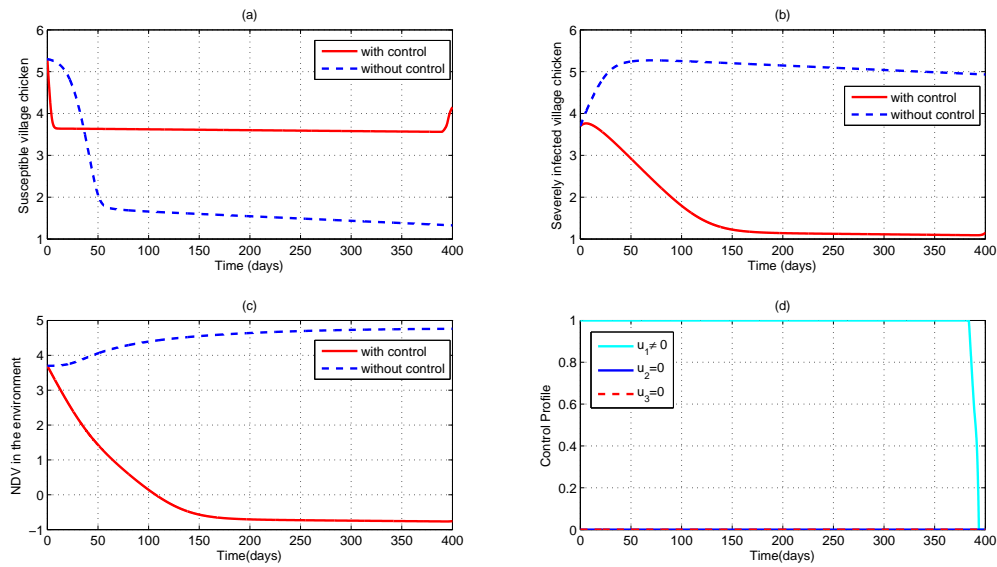 (a)
6
5
4
3
2
1
Susceptible village chicken
with control
without control
0 50 100 150 200 250 300 350 400
Time (days)
(b)
6
5
4
3
2
1
Severely infected village chicken
with control
without control
0 50 100 150 200 250 300 350 400
Time (days)
(c)
5
4
3
2
1
0
−1
NDV in the environment
with control
without control
0 50 100 150 200 250 300 350 400
Time(days)
(d)
1
0.8
0.6
0.4
0.2
0
Control Profile
u1≠ 0
u2=0
u3=0
0 50 100 150 200 250 300 350 400
Time(days)